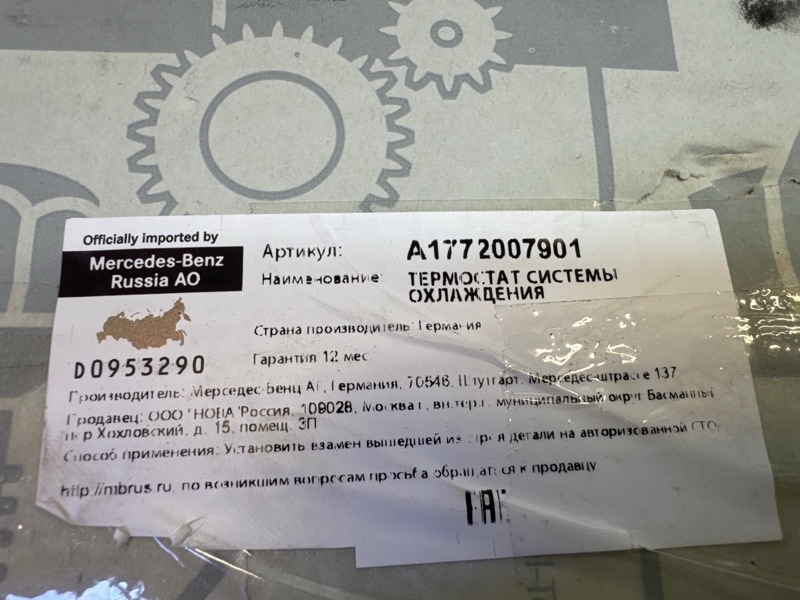 Officially imported by
Mercedes-Benz
Russia AO
Артикул: A1772007901
Наименование: ТЕРМОСТАТ СИСТЕМЫ
ОХЛАЖДЕНИЯ
Страна производитель: Германия
D0953290
Гарантия 12 мес
Производитель: Мерседес-Бенц АГ, Германия, 70546, Штутгарт, Мерседес-штрассе 137
Продавец: ООО "НОВА" Россия, 109028, Москва г, вн.тер.г. муниципальный округ Басманный
пер Хохловский, д. 15, помещ. 3П
Способ применения: Установить взамен вышедшей из строя детали на авторизованной СТО
http://mbrus.ru, по возникшим вопросам просьба обращаться к продавцу
EAC